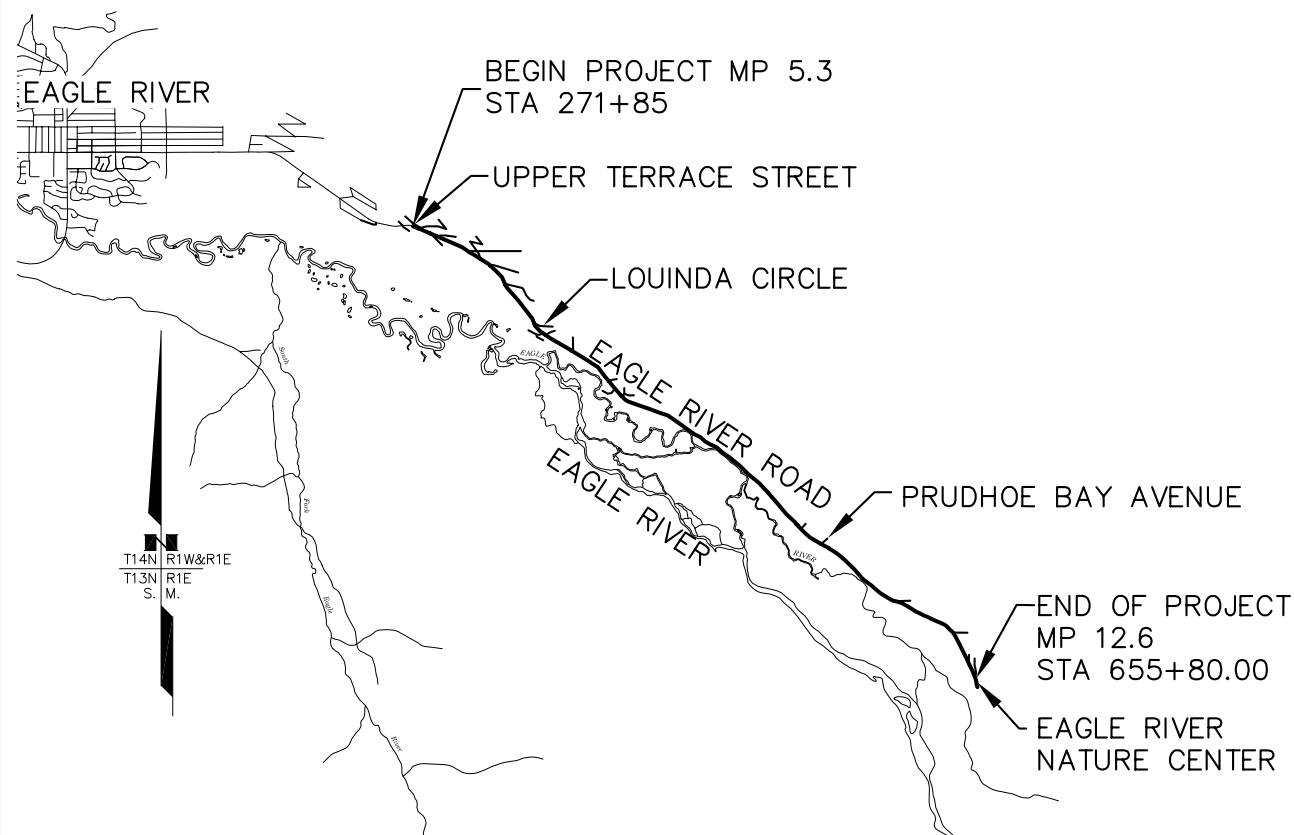 EAGLE RIVER
BEGIN PROJECT MP 5.3
STA 271+85
UPPER TERRACE STREET
LOUINDA CIRCLE
EAGLE RIVER ROAD
EAGLE
EAGLE RIVER
RIVER
PRUDHOE BAY AVENUE
South
Fork
Eagle
River
N
T14N R1W&R1E
T13N R1E
S. M.
END OF PROJECT
MP 12.6
STA 655+80.00
EAGLE RIVER
NATURE CENTER